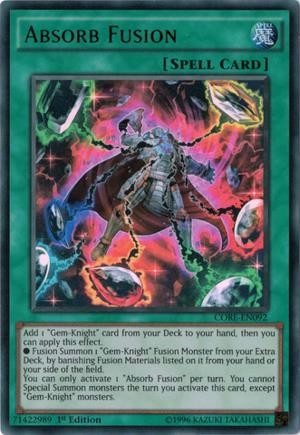 ABSORB FUSION
[SPELL CARD]
CORE-EN092
Add 1 "Gem-Knight" card from your Deck to your hand, then you
can apply this effect.
● Fusion Summon 1 "Gem-Knight" Fusion Monster from your Extra
Deck, by banishing Fusion Materials listed on it from your hand or
your side of the field.
You can only activate 1 "Absorb Fusion" per turn. You cannot
Special Summon monsters the turn you activate this card, except
"Gem-Knight" monsters.
71422989 1st Edition ©1996 KAZUKI TAKAHASHI